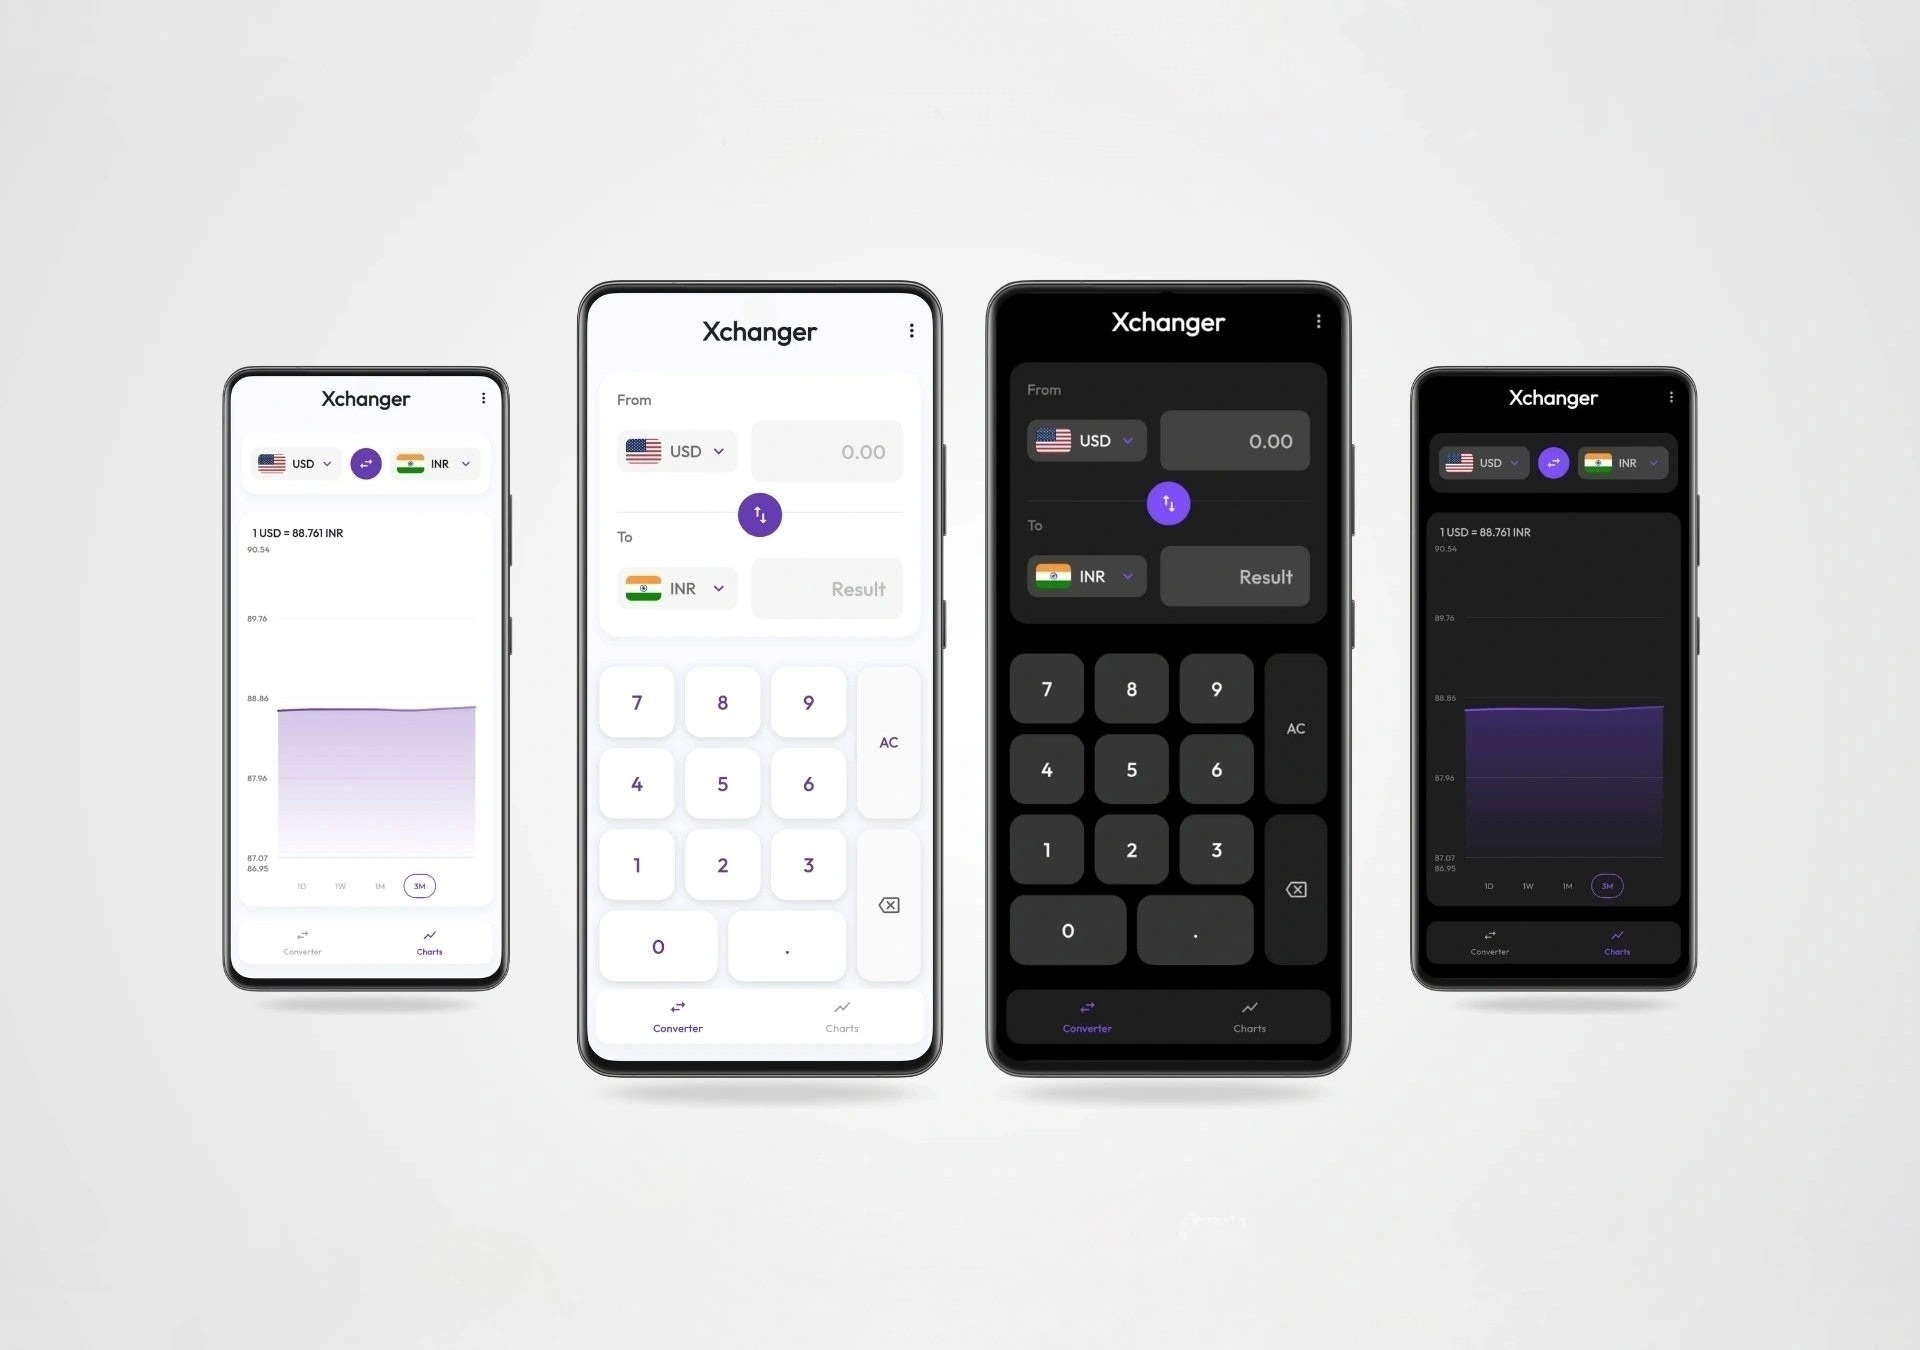 Xchanger
USD INR
1 USD = 88.761 INR
90.54
89.76
88.86
87.96
87.07
86.95
1D 1W 1M 3M
Converter Charts
Xchanger
From
USD 0.00
To
INR Result
7 8 9
AC
4 5 6
1 2 3
0 .
Converter Charts
Xchanger
From
USD 0.00
To
INR Result
7 8 9
AC
4 5 6
1 2 3
0 .
Converter Charts
Xchanger
USD INR
1 USD = 88.761 INR
90.54
89.76
88.86
87.96
87.07
86.95
1D 1W 1M 3M
Converter Charts